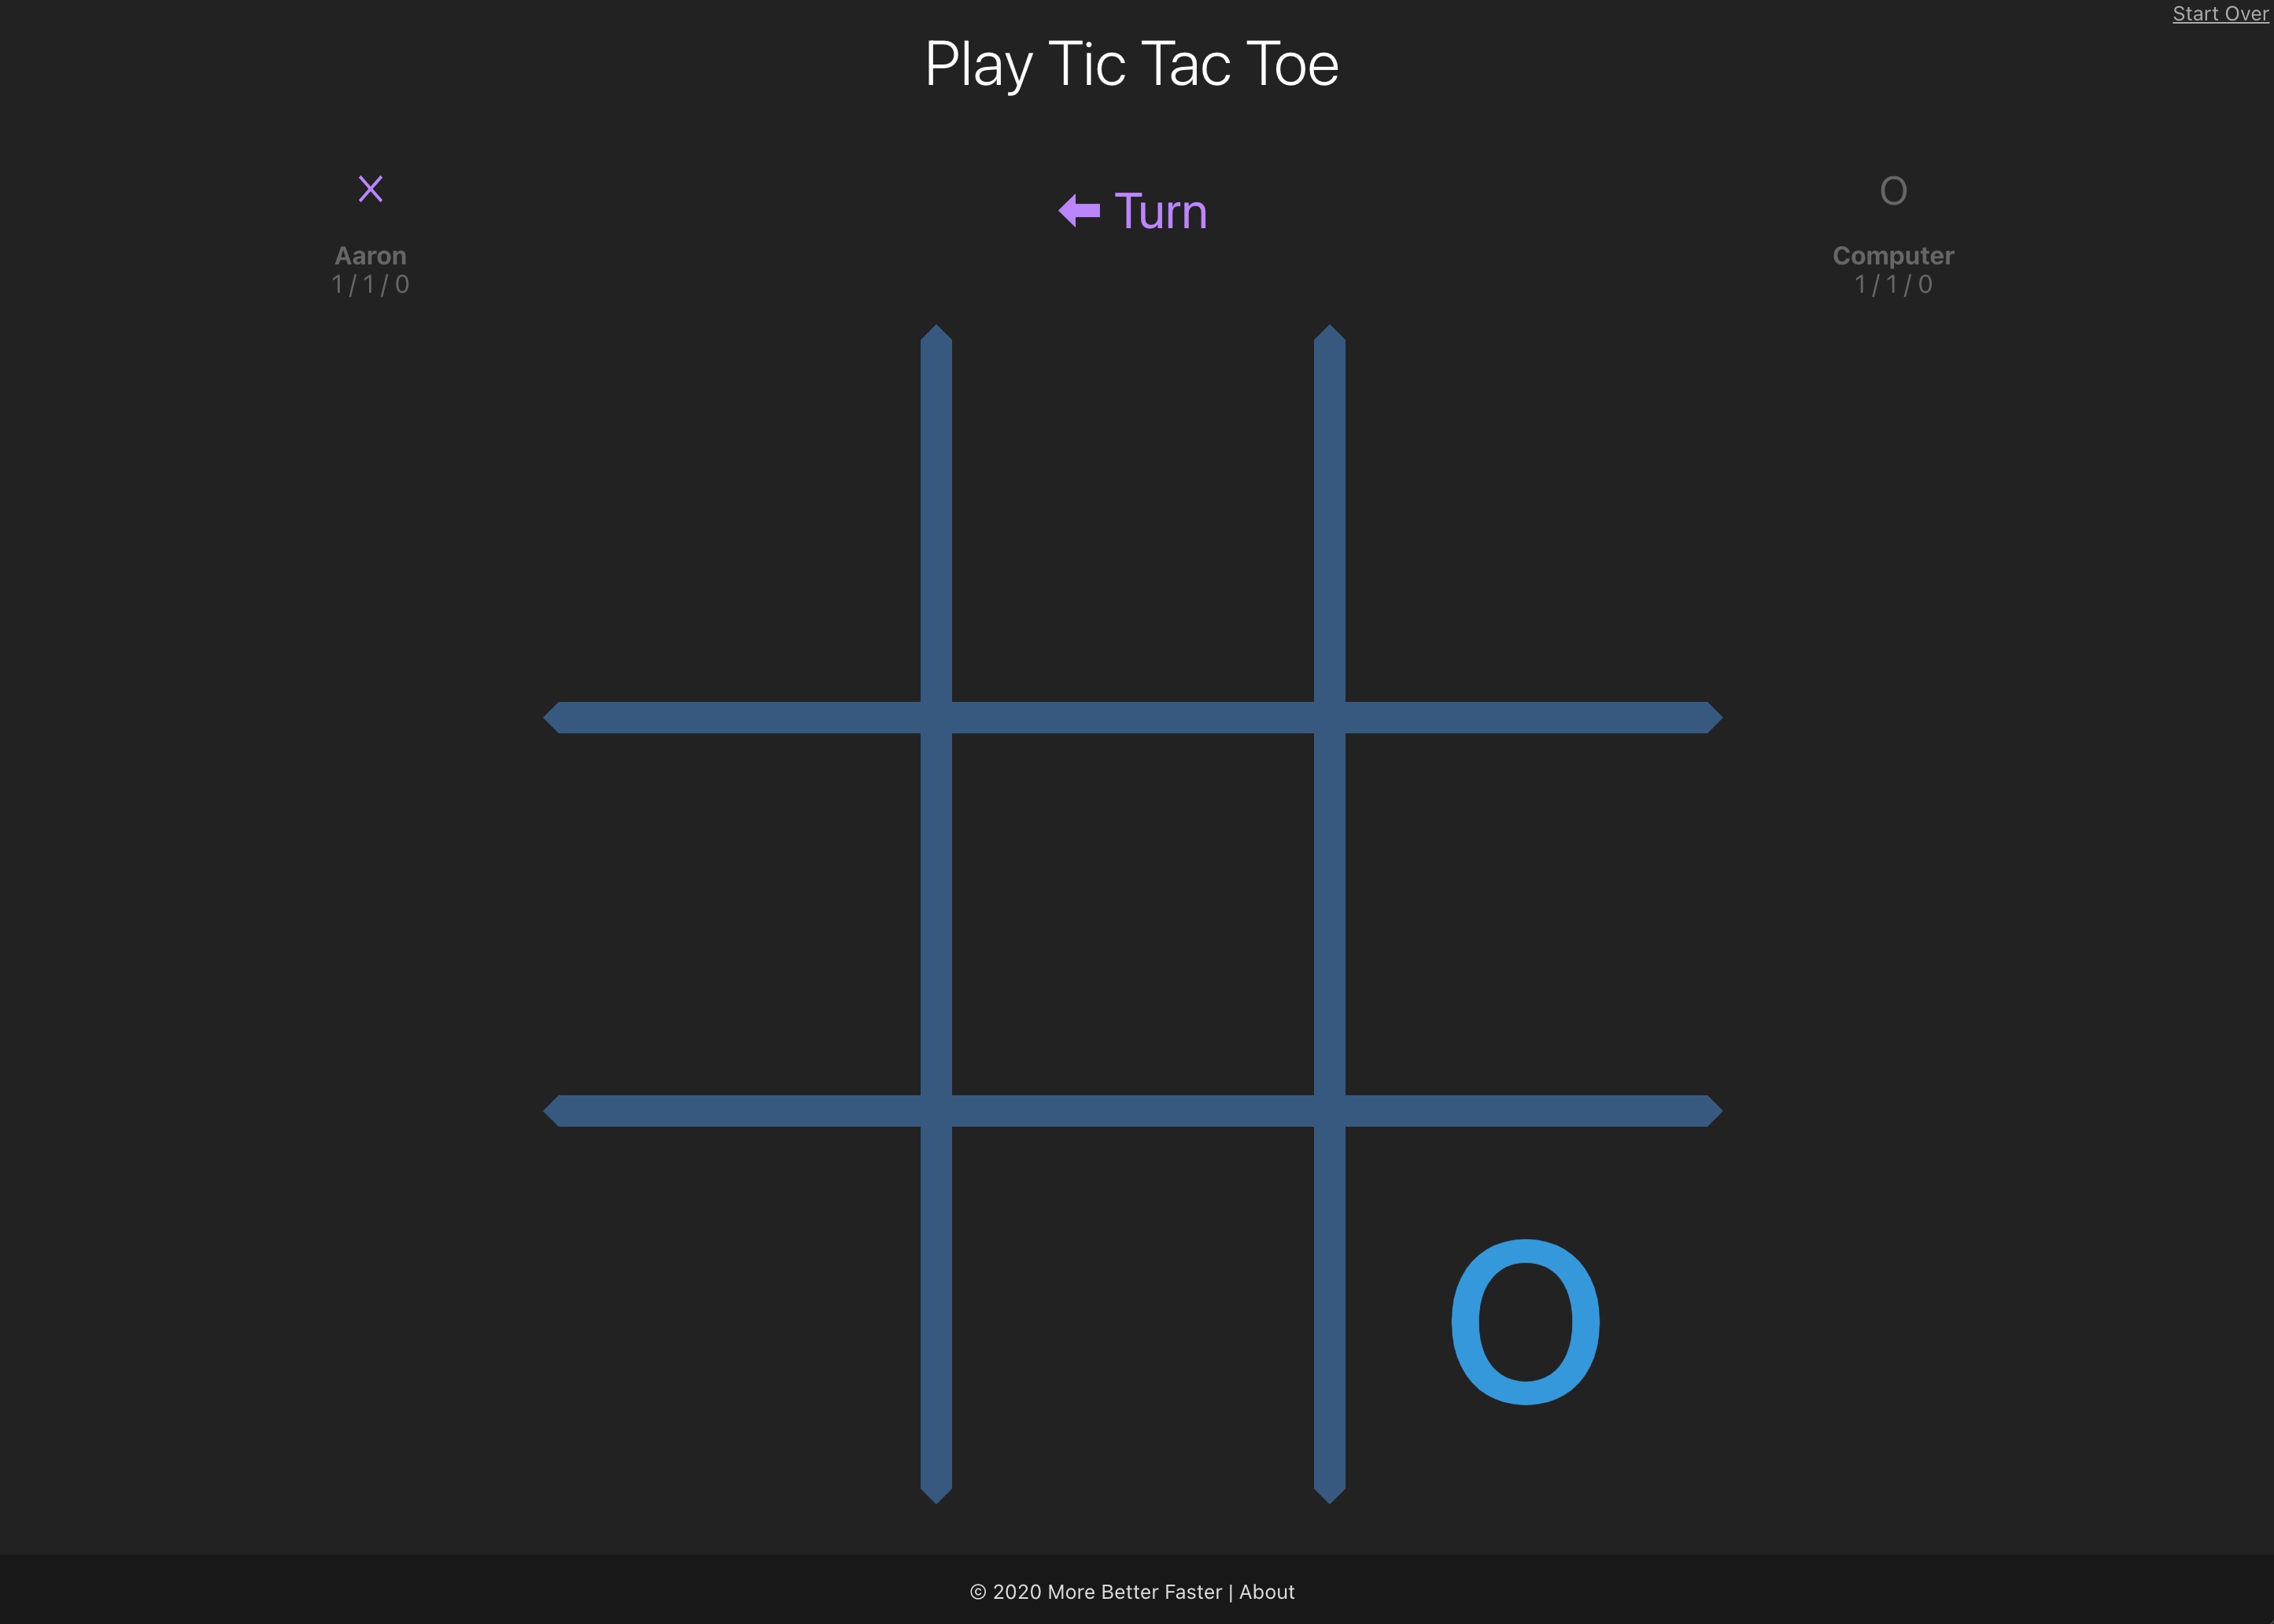 Start Over
Play Tic Tac Toe
X
Turn
O
Aaron
Computer
1 / 1 / 0
1 / 1 / 0
O
© 2020 More Better Faster | About